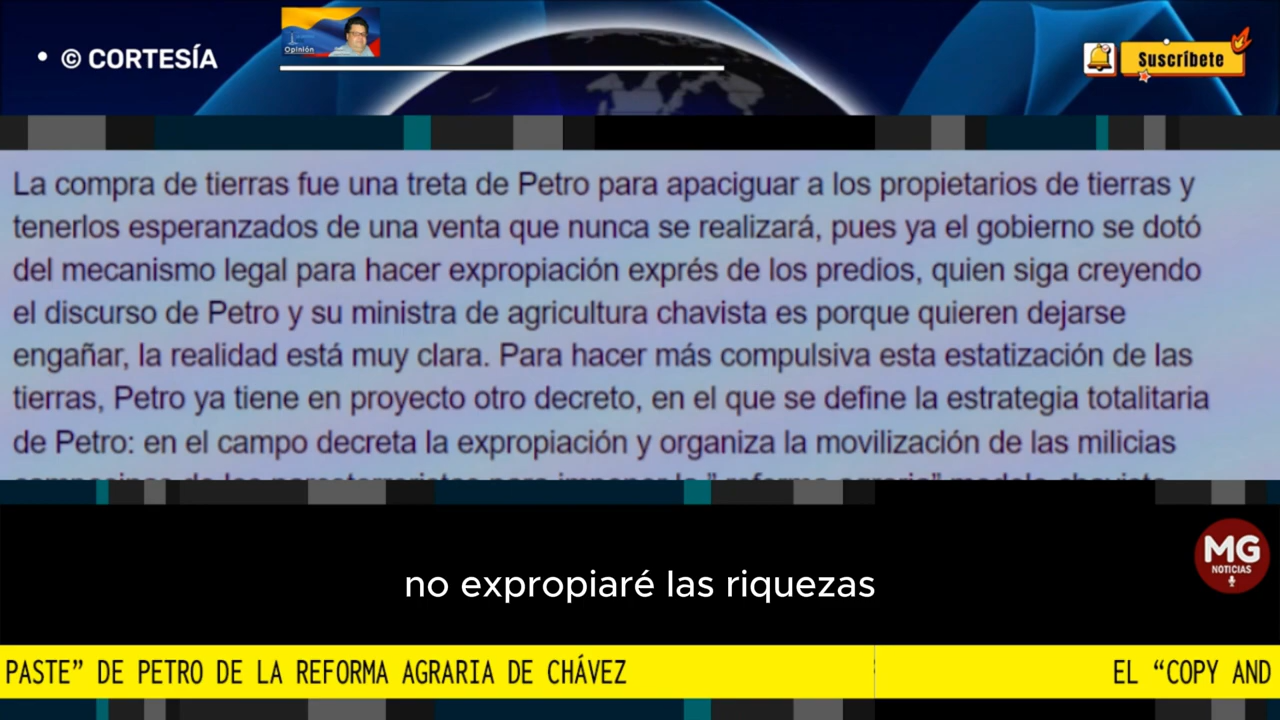 • © CORTESÍA
Opinión
Suscríbete
La compra de tierras fue una treta de Petro para apaciguar a los propietarios de tierras y
tenerlos esperanzados de una venta que nunca se realizará, pues ya el gobierno se dotó
del mecanismo legal para hacer expropiación exprés de los predios, quien siga creyendo
el discurso de Petro y su ministra de agricultura chavista es porque quieren dejarse
engañar, la realidad está muy clara. Para hacer más compulsiva esta estatización de las
tierras, Petro ya tiene en proyecto otro decreto, en el que se define la estrategia totalitaria
de Petro: en el campo decreta la expropiación y organiza la movilización de las milicias
MG
NOTICIAS
no expropiaré las riquezas
PASTE” DE PETRO DE LA REFORMA AGRARIA DE CHÁVEZ
EL “COPY AND